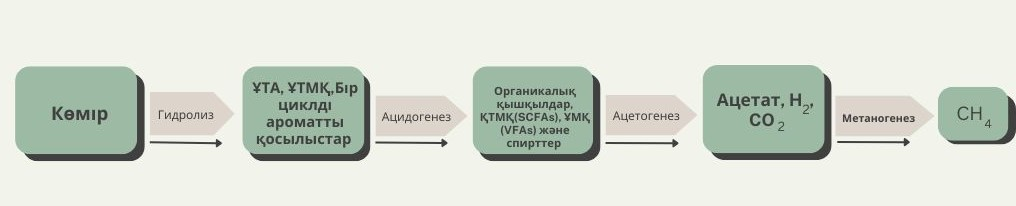 Көмір
Гидролиз
ҰТА, ҰТМҚ,Бір
циклді
ароматты
қосылыстар
Ацидогенез
Органикалық
қышқылдар,
ҚТМҚ(SCFAs), ҰМҚ
(VFAs) және
спирттер
Ацетогенез
Ацетат, H₂,
CO₂
Метаногенез
CH₄